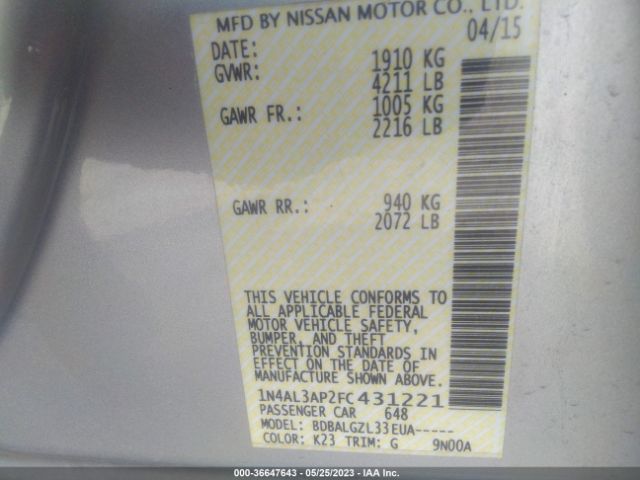 MFD BY NISSAN MOTOR CO., LTD.
DATE: 04/15
GVWR: 1910 KG
4211 LB
GAWR FR.: 1005 KG
2216 LB
GAWR RR.: 940 KG
2072 LB
THIS VEHICLE CONFORMS TO
ALL APPLICABLE FEDERAL
MOTOR VEHICLE SAFETY,
BUMPER, AND THEFT
PREVENTION STANDARDS IN
EFFECT ON THE DATE OF
MANUFACTURE SHOWN ABOVE.
1N4AL3AP2FC431221
PASSENGER CAR 648
MODEL: BDBALGZL33EUA-----
COLOR: K23 TRIM: G 9N00A
000-36647643 / 05/25/2023 - IAA Inc.